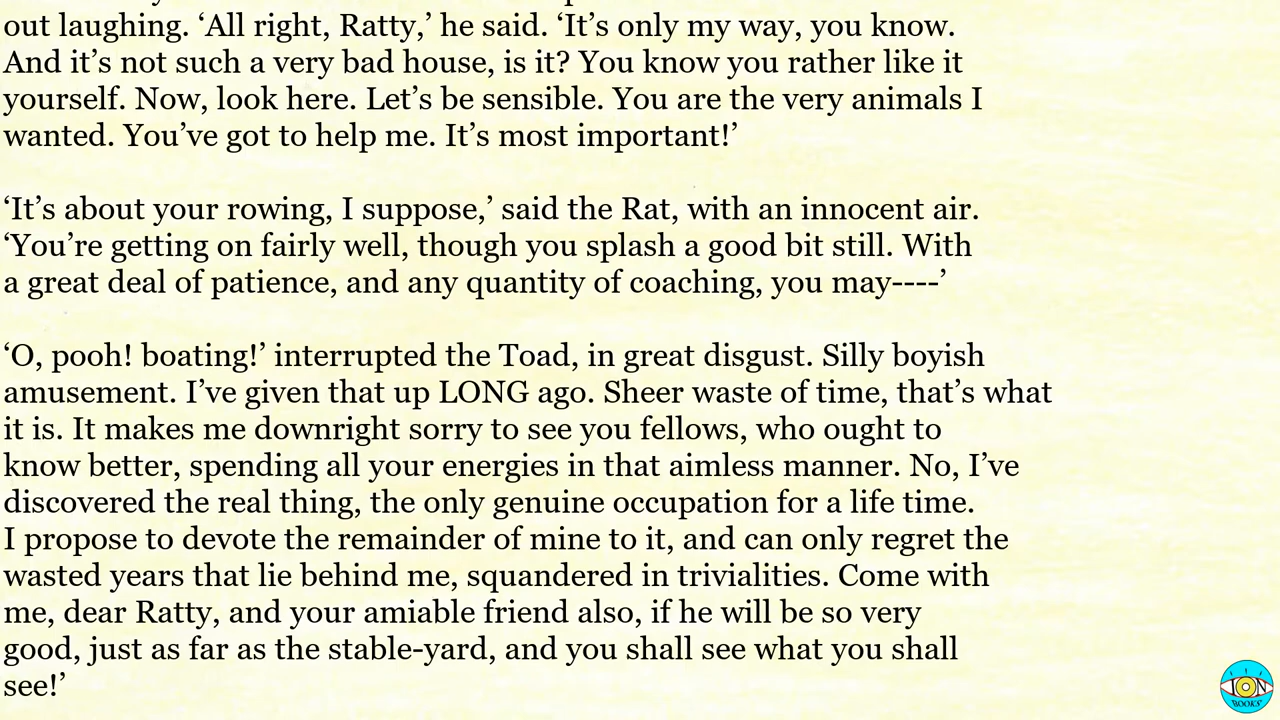 out laughing. ‘All right, Ratty,’ he said. ‘It’s only my way, you know.
And it’s not such a very bad house, is it? You know you rather like it
yourself. Now, look here. Let’s be sensible. You are the very animals I
wanted. You’ve got to help me. It’s most important!’
‘It’s about your rowing, I suppose,’ said the Rat, with an innocent air.
‘You’re getting on fairly well, though you splash a good bit still. With
a great deal of patience, and any quantity of coaching, you may----’
‘O, pooh! boating!’ interrupted the Toad, in great disgust. Silly boyish
amusement. I’ve given that up LONG ago. Sheer waste of time, that’s what
it is. It makes me downright sorry to see you fellows, who ought to
know better, spending all your energies in that aimless manner. No, I’ve
discovered the real thing, the only genuine occupation for a life time.
I propose to devote the remainder of mine to it, and can only regret the
wasted years that lie behind me, squandered in trivialities. Come with
me, dear Ratty, and your amiable friend also, if he will be so very
good, just as far as the stable-yard, and you shall see what you shall
see!’
ION
BOOKS